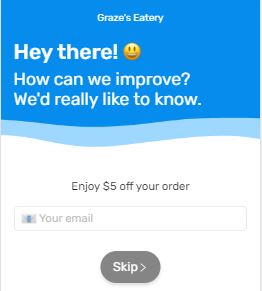 Graze's Eatery
Hey there! 😃
How can we improve?
We'd really like to know.
Enjoy $5 off your order
📧 Your email
Skip >